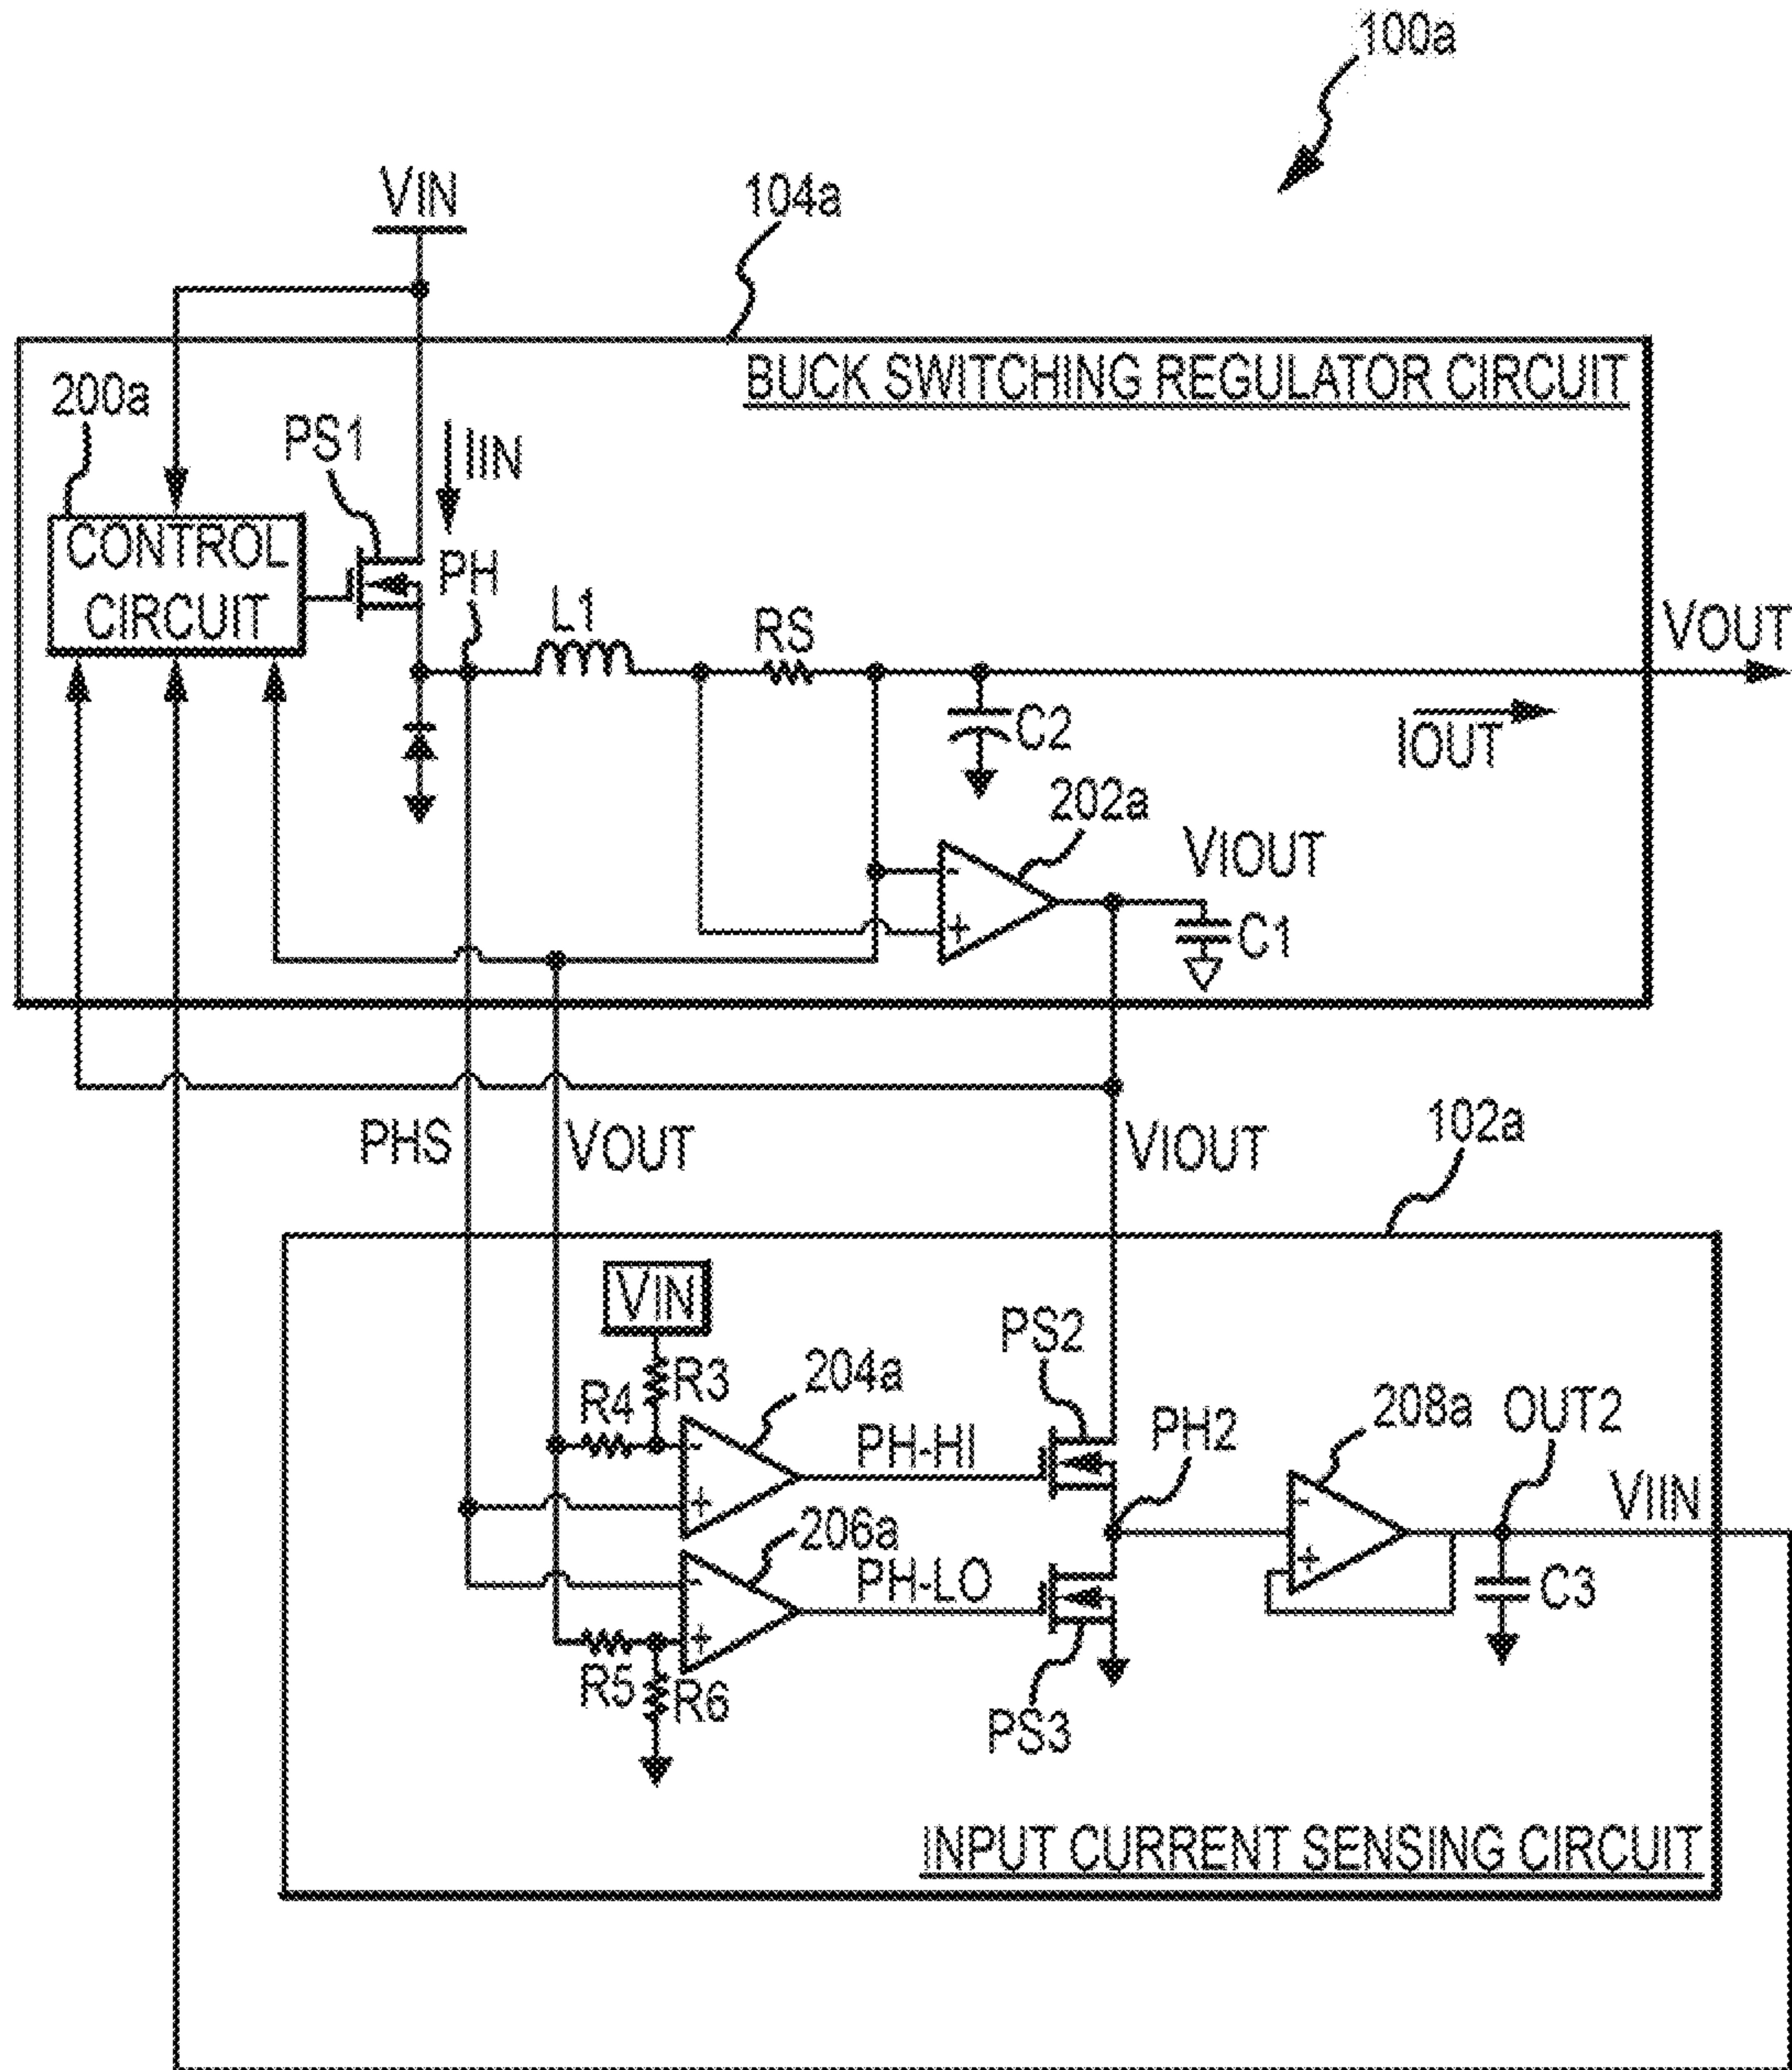 100a
VIN
104a
BUCK SWITCHING REGULATOR CIRCUIT
200a
PS1
IIN
CONTROL
CIRCUIT
PH
L1
RS
VOUT
C2
IOUT
202a
VIOUT
-
+
C1
PHS
VOUT
VIOUT
102a
VIN
R3
R4
204a
PS2
-
+
PH-HI
PH2
208a
OUT2
VIIN
206a
-
+
PH-LO
-
+
C3
R5
R6
PS3
INPUT CURRENT SENSING CIRCUIT